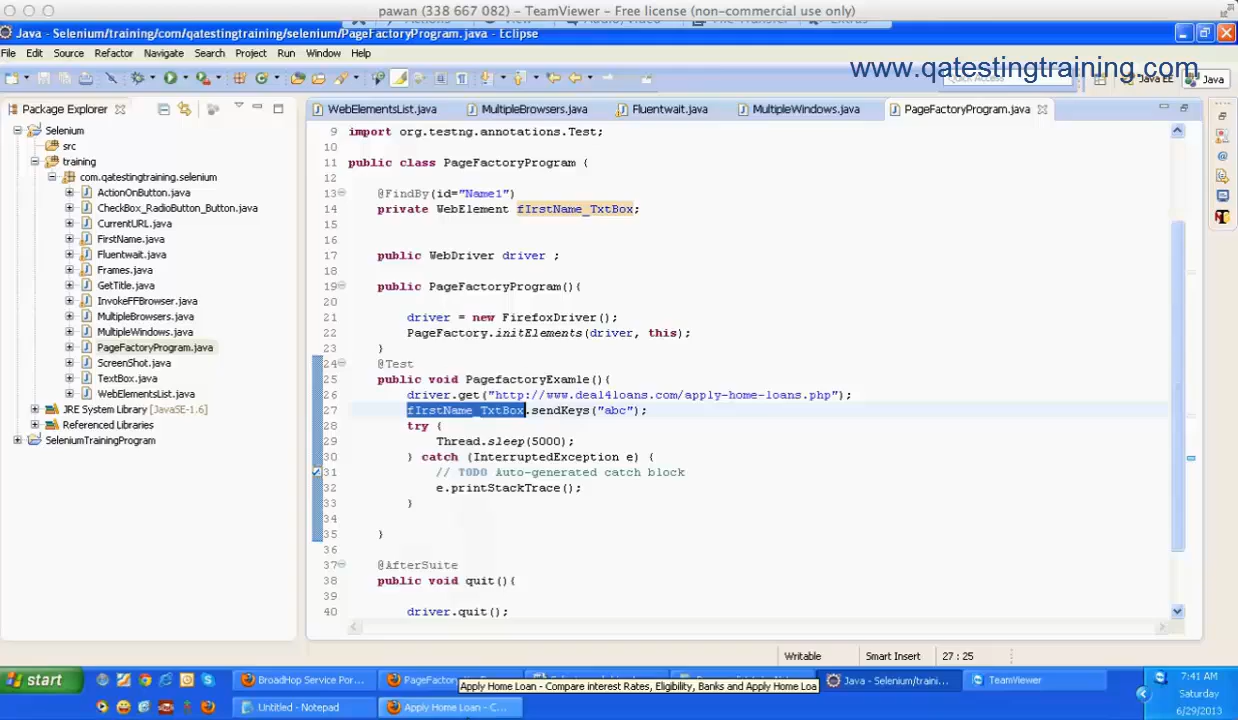 pawan (338 667 082) - TeamViewer - Free license (non-commercial use only)
Java - Selenium/training/com/qatestingtraining/selenium/PageFactoryProgram.java - Eclipse
File Edit Source Refactor Navigate Search Project Run Window Help
www.qatestingtraining.com
Java EE Java
Package Explorer
WebElementsList.java MultipleBrowsers.java Fluentwait.java MultipleWindows.java PageFactoryProgram.java
Selenium
src
training
com.qatestingtraining.selenium
ActionOnButton.java
CheckBox_RadioButton_Button.java
CurrentURL.java
FirstName.java
Fluentwait.java
Frames.java
GetTitle.java
InvokeFFBrowser.java
MultipleBrowsers.java
MultipleWindows.java
PageFactoryProgram.java
ScreenShot.java
TextBox.java
WebElementsList.java
JRE System Library [JavaSE-1.6]
Referenced Libraries
SeleniumTrainingProgram
9 import org.testng.annotations.Test;
10
11 public class PageFactoryProgram {
12
13 @FindBy(id="Name1")
14 private WebElement fIrstName_TxtBox;
15
16
17 public WebDriver driver ;
18
19 public PageFactoryProgram(){
20
21 driver = new FirefoxDriver();
22 PageFactory.initElements(driver, this);
23 }
24 @Test
25 public void PagefactoryExamle(){
26 driver.get("http://www.deal4loans.com/apply-home-loans.php");
27 fIrstName_TxtBox.sendKeys("abc");
28 try {
29 Thread.sleep(5000);
30 } catch (InterruptedException e) {
31 // TODO Auto-generated catch block
32 e.printStackTrace();
33 }
34
35 }
36
37 @AfterSuite
38 public void quit(){
39
40 driver.quit();
Writable Smart Insert 27 : 25
start BroadHop Service Por... PageFactor Java - Selenium/traini... TeamViewer
Apply Home Loan - Compare interest Rates, Eligibility, Banks and Apply Home Loa
Untitled - Notepad Apply Home Loan - C...
7:41 AM
Saturday
6/29/2013